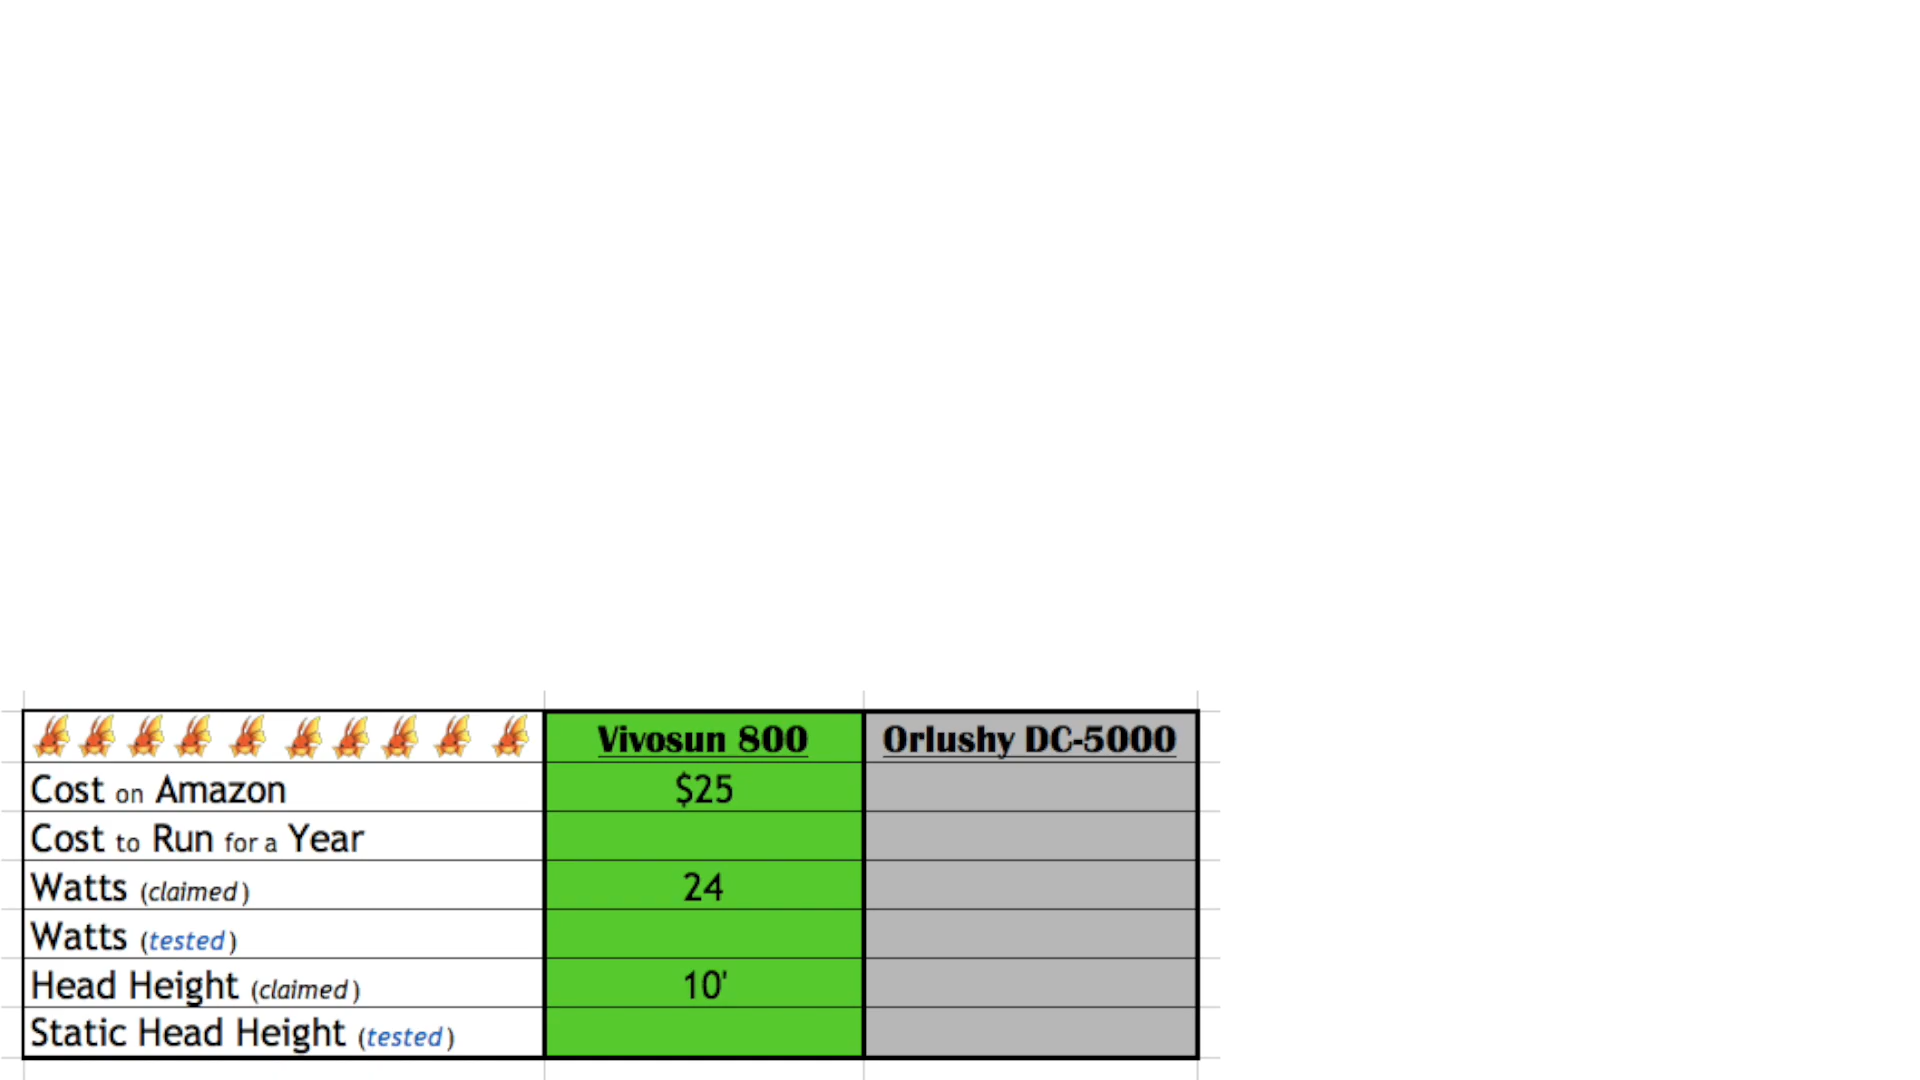 Vivosun 800 Orlushy DC-5000
Cost on Amazon $25
Cost to Run for a Year
Watts (claimed) 24
Watts (tested)
Head Height (claimed) 10'
Static Head Height (tested)